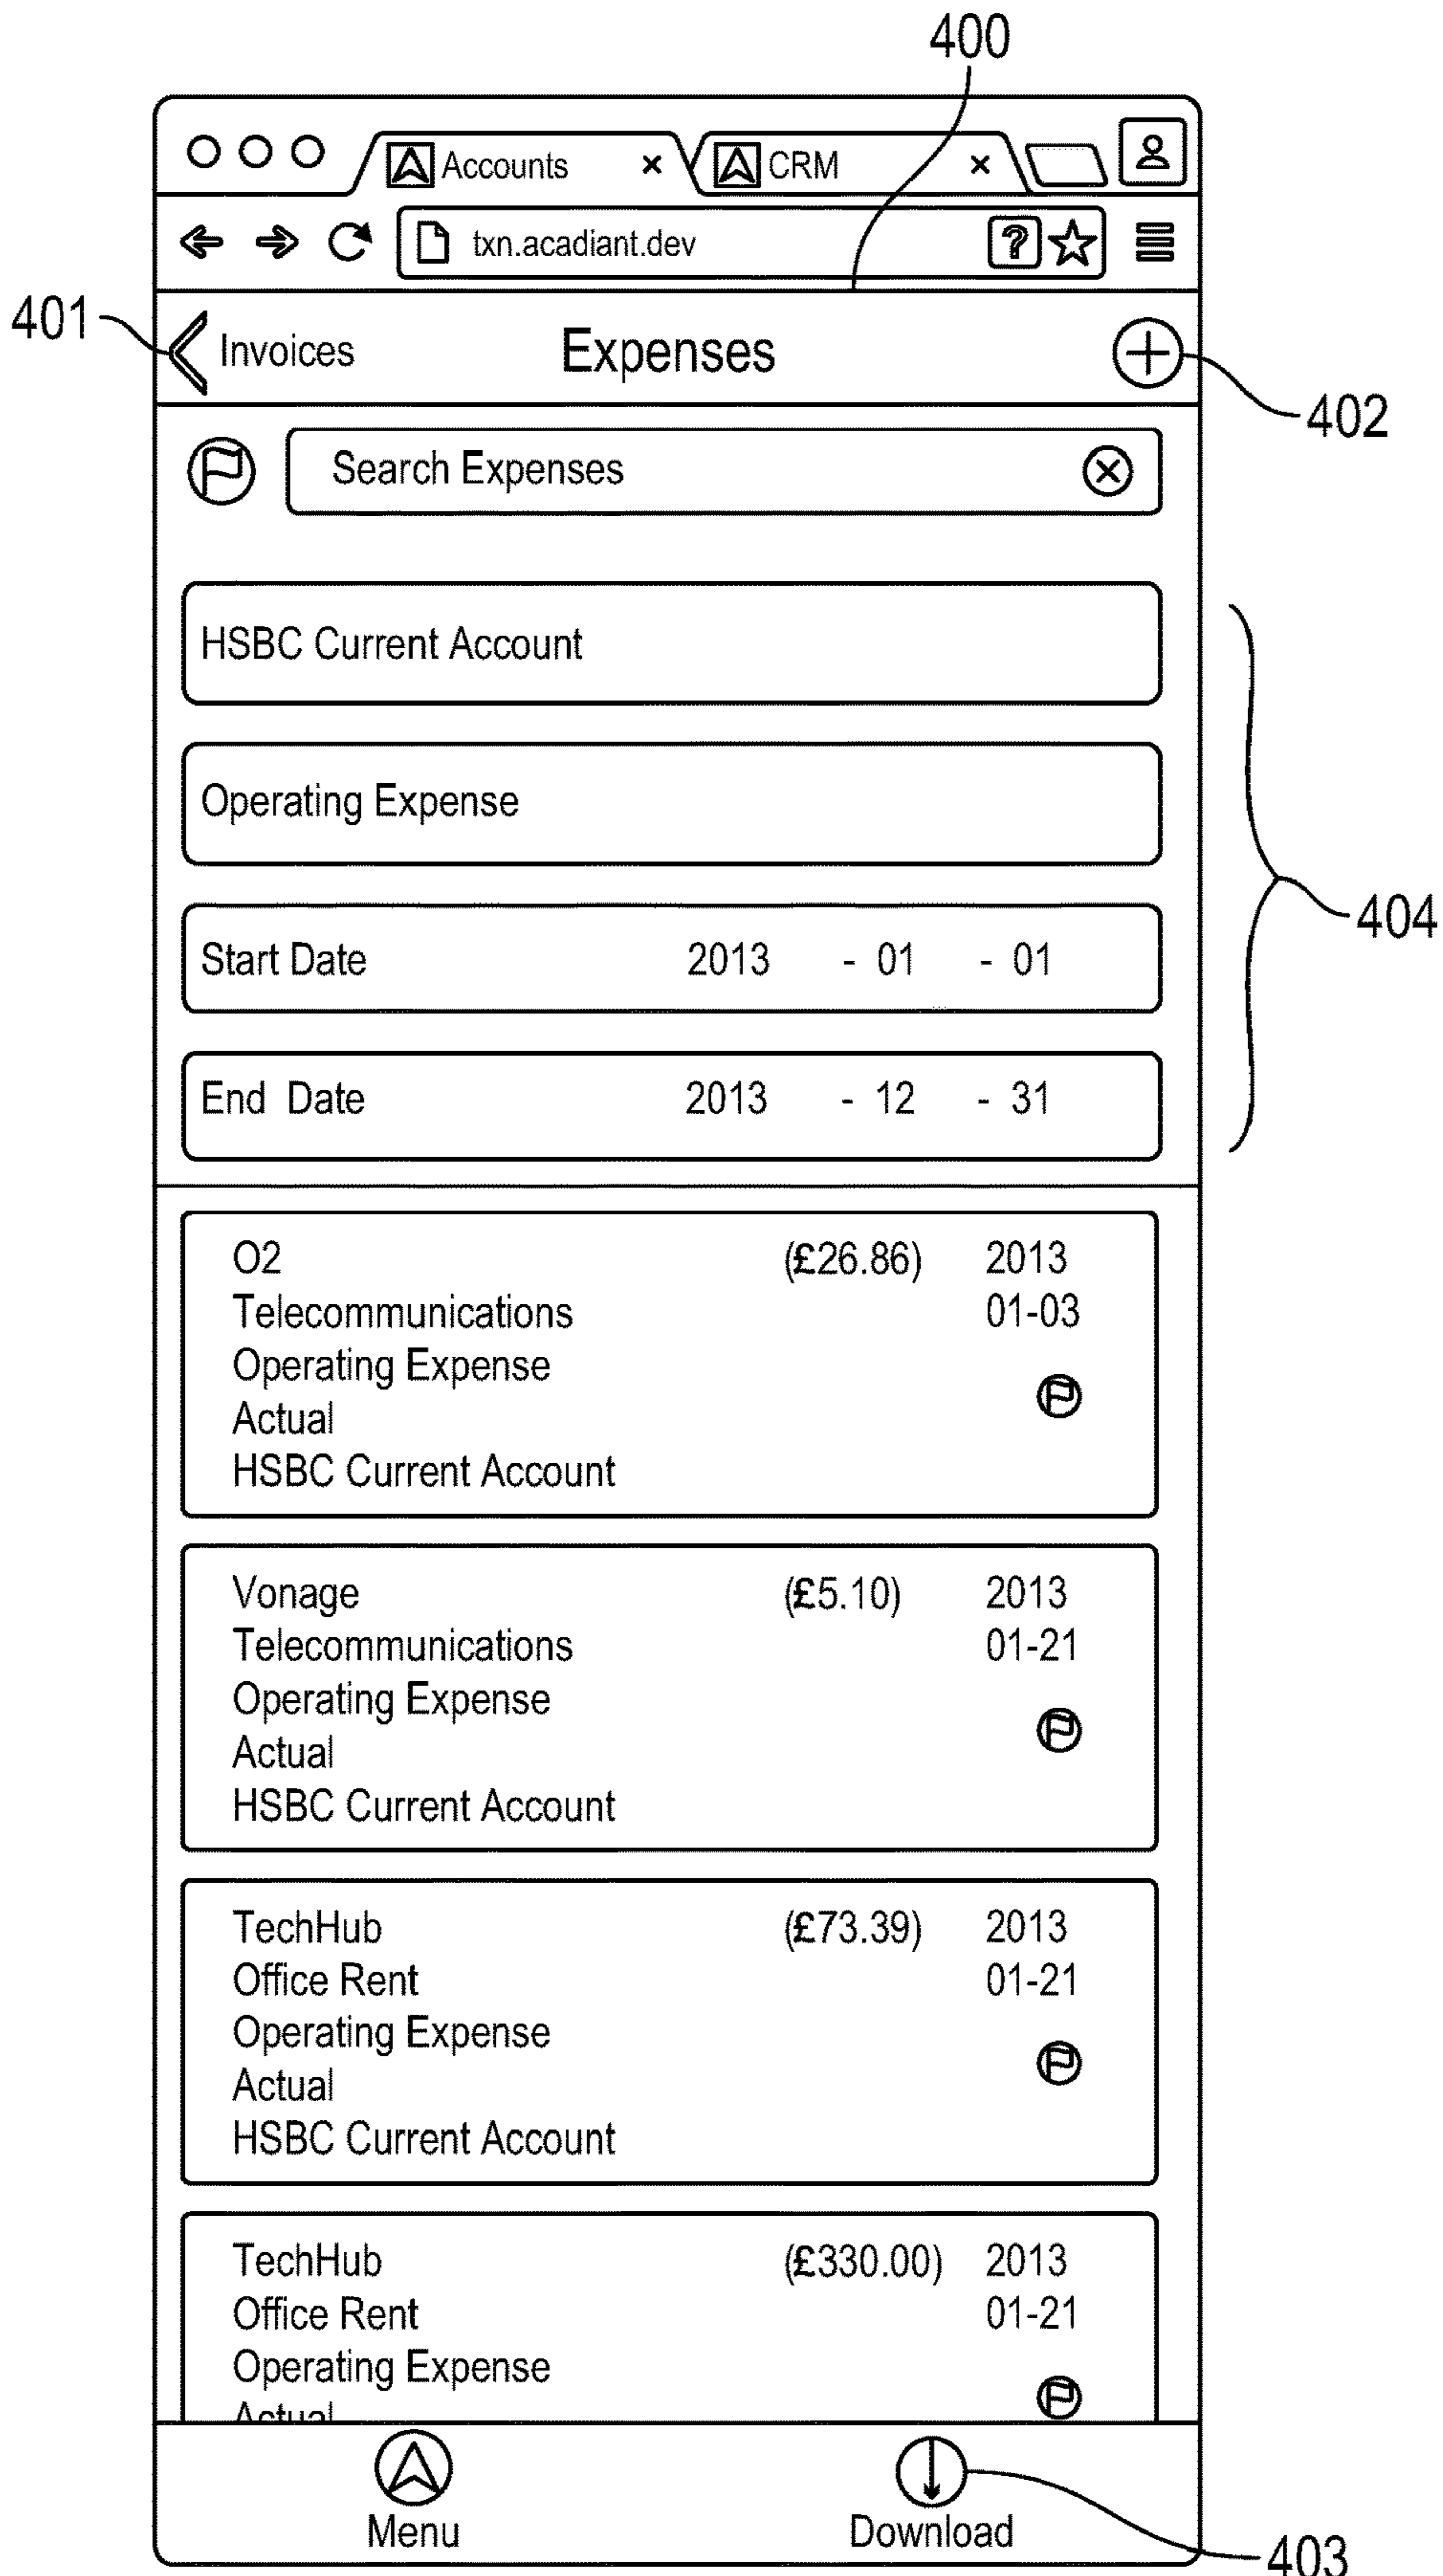 400
Accounts × CRM ×
txn.acadiant.dev ?
401 Invoices Expenses
402
Search Expenses
HSBC Current Account
Operating Expense
404
Start Date 2013 - 01 - 01
End Date 2013 - 12 - 31
O2 (£26.86) 2013
Telecommunications 01-03
Operating Expense
Actual
HSBC Current Account
Vonage (£5.10) 2013
Telecommunications 01-21
Operating Expense
Actual
HSBC Current Account
TechHub (£73.39) 2013
Office Rent 01-21
Operating Expense
Actual
HSBC Current Account
TechHub (£330.00) 2013
Office Rent 01-21
Operating Expense
Actual
Menu Download
403